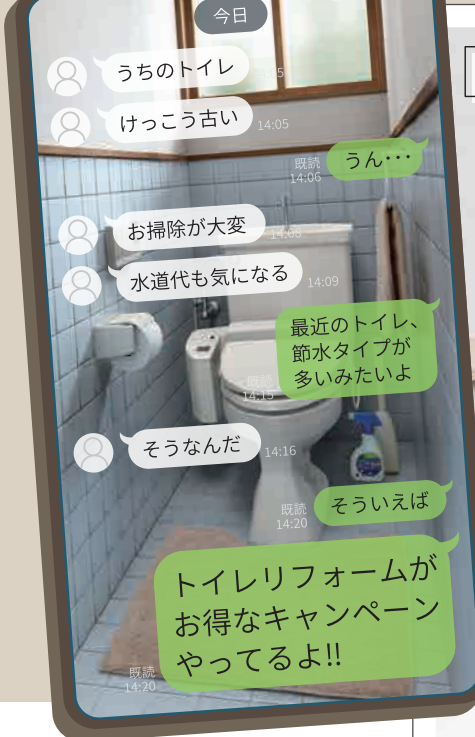 今日
うちのトイレ
けっこう古い
14:05
うん・・・
既読
14:06
お掃除が大変
14:08
水道代も気になる
14:09
最近のトイレ、
節水タイプが
多いみたいよ
既読
14:15
そうなんだ
14:16
そういえば
既読
14:20
トイレリフォームが
お得なキャンペーン
やってるよ!!
既読
14:20